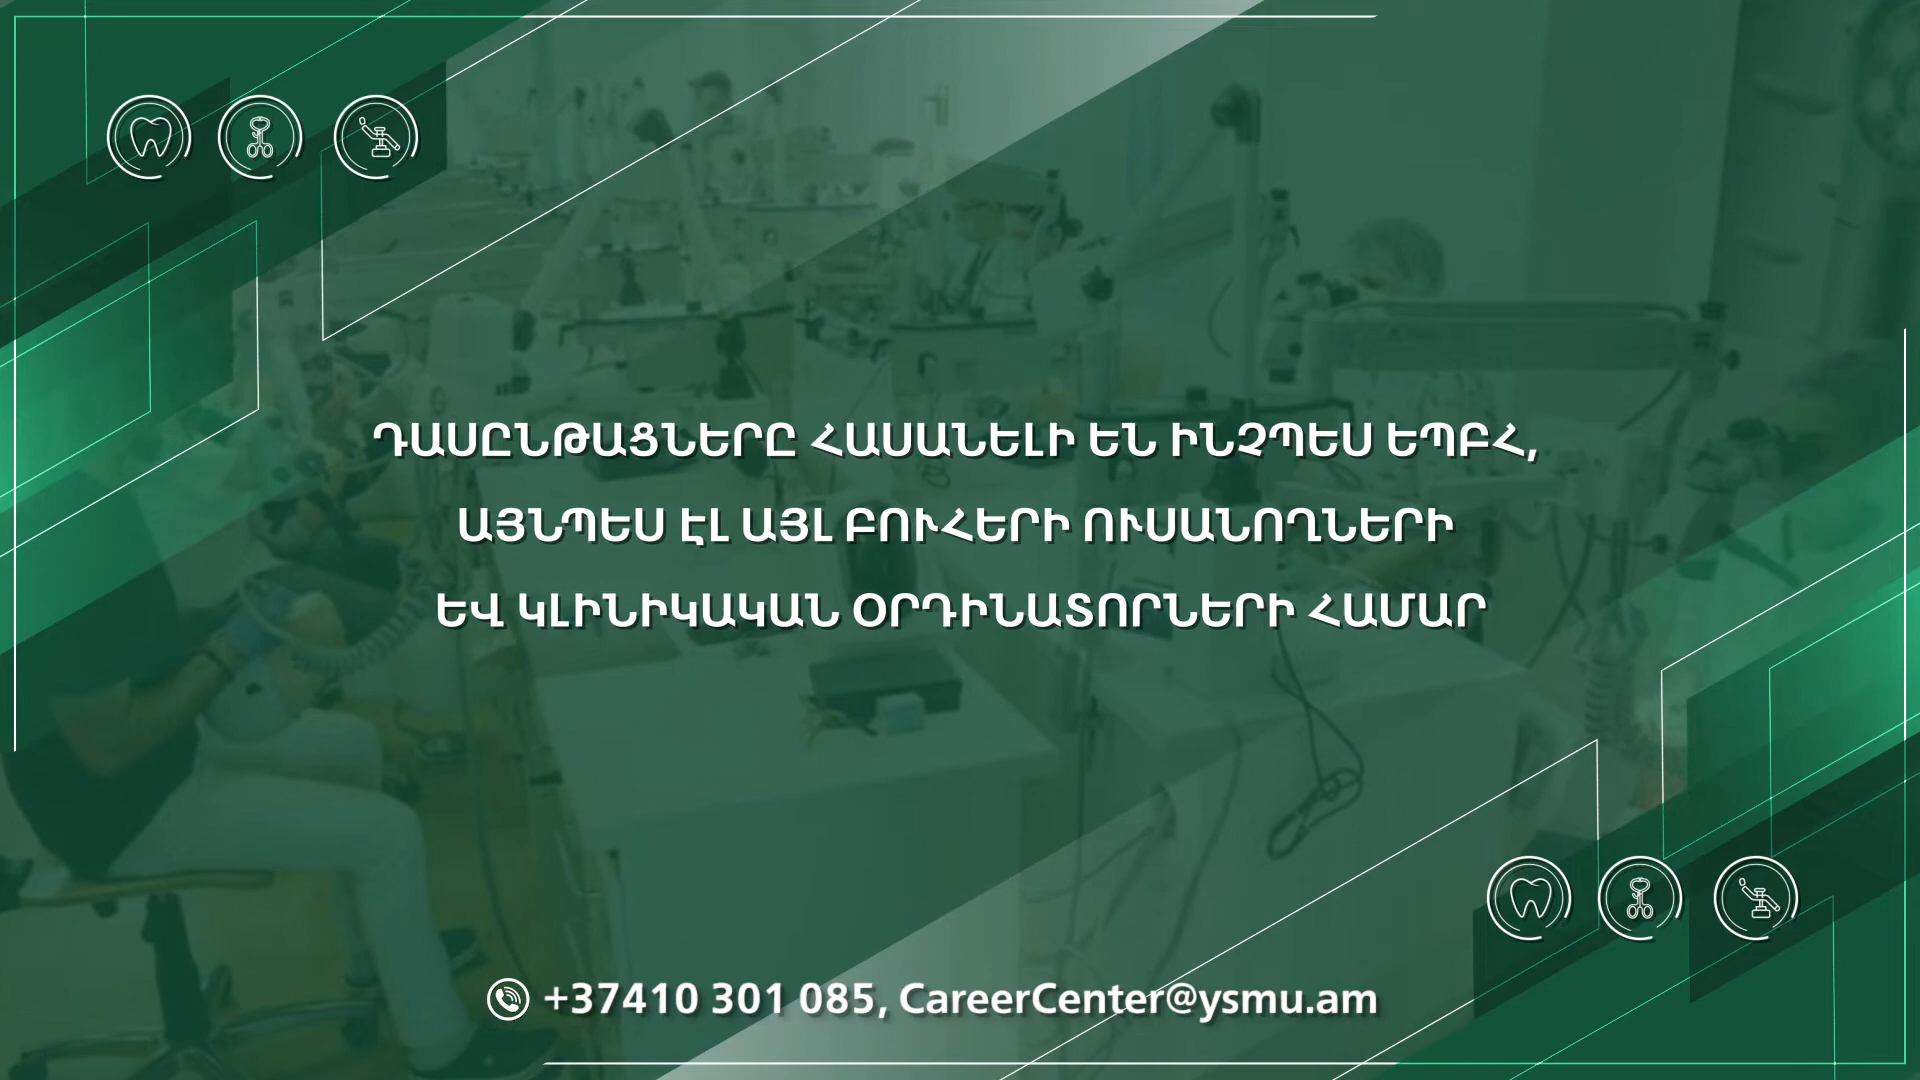 ԴԱՍԸՆԹԱՑՆԵՐԸ ՀԱՍԱՆԵԼԻ ԵՆ ԻՆՉՊԵՍ ԵՊԲՀ,
ԱՅՆՊԵՍ ԷԼ ԱՅԼ ԲՈՒՀԵՐԻ ՈՒՍԱՆՈՂՆԵՐԻ
ԵՎ ԿԼԻՆԻԿԱԿԱՆ ՕՐԴԻՆԱՏՈՐՆԵՐԻ ՀԱՄԱՐ
+37410 301 085, CareerCenter@ysmu.am